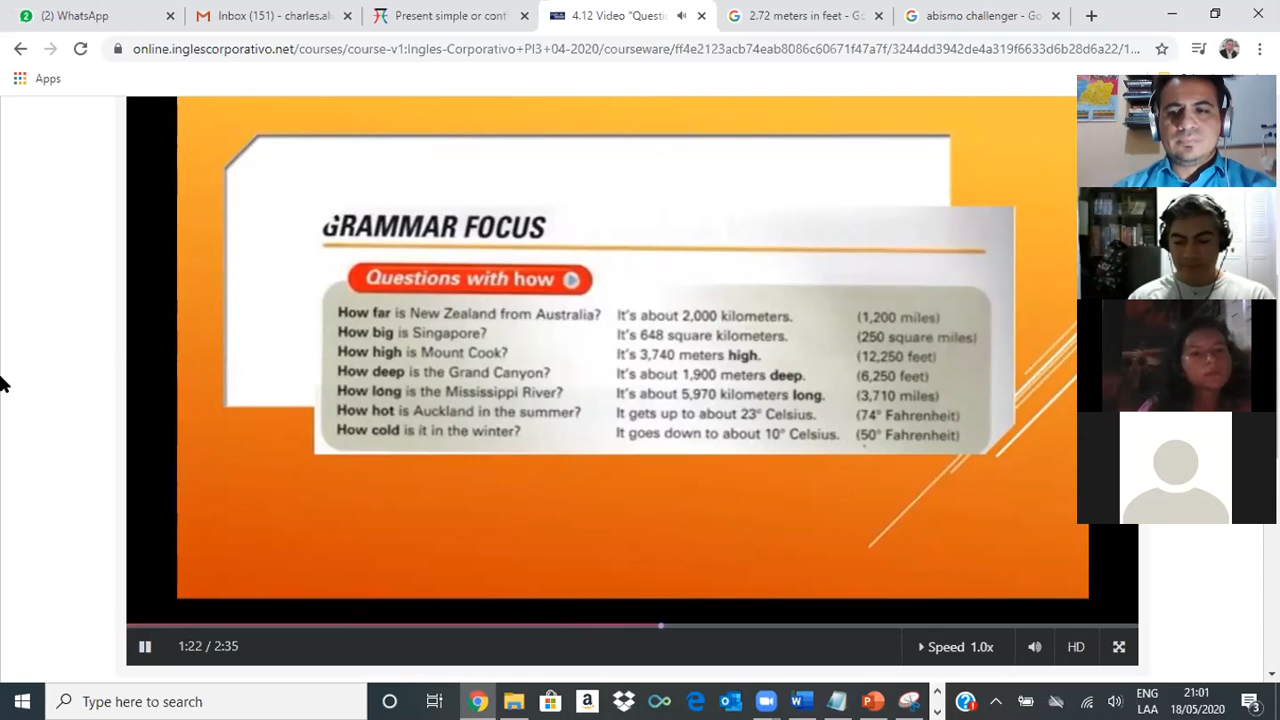 (2) WhatsApp
Inbox (151) - charles.al
Present simple or cont
4.12 Video "Questi
2.72 meters in feet - Go
abismo challenger - Go
online.inglescorporativo.net/courses/course-v1:Ingles-Corporativo+PI3+04-2020/courseware/ff4e2123acb74eab8086c60671f47a7f/3244dd3942de4a319f6633d6b28d6a22/1...
Apps
GRAMMAR FOCUS
Questions with how
How far is New Zealand from Australia? It's about 2,000 kilometers. (1,200 miles)
How big is Singapore? It's 648 square kilometers. (250 square miles)
How high is Mount Cook? It's 3,740 meters high. (12,250 feet)
How deep is the Grand Canyon? It's about 1,900 meters deep. (6,250 feet)
How long is the Mississippi River? It's about 5,970 kilometers long. (3,710 miles)
How hot is Auckland in the summer? It gets up to about 23° Celsius. (74° Fahrenheit)
How cold is it in the winter? It goes down to about 10° Celsius. (50° Fahrenheit)
1:22 / 2:35
Speed 1.0x
HD
Type here to search
ENG
LAA
21:01
18/05/2020
3